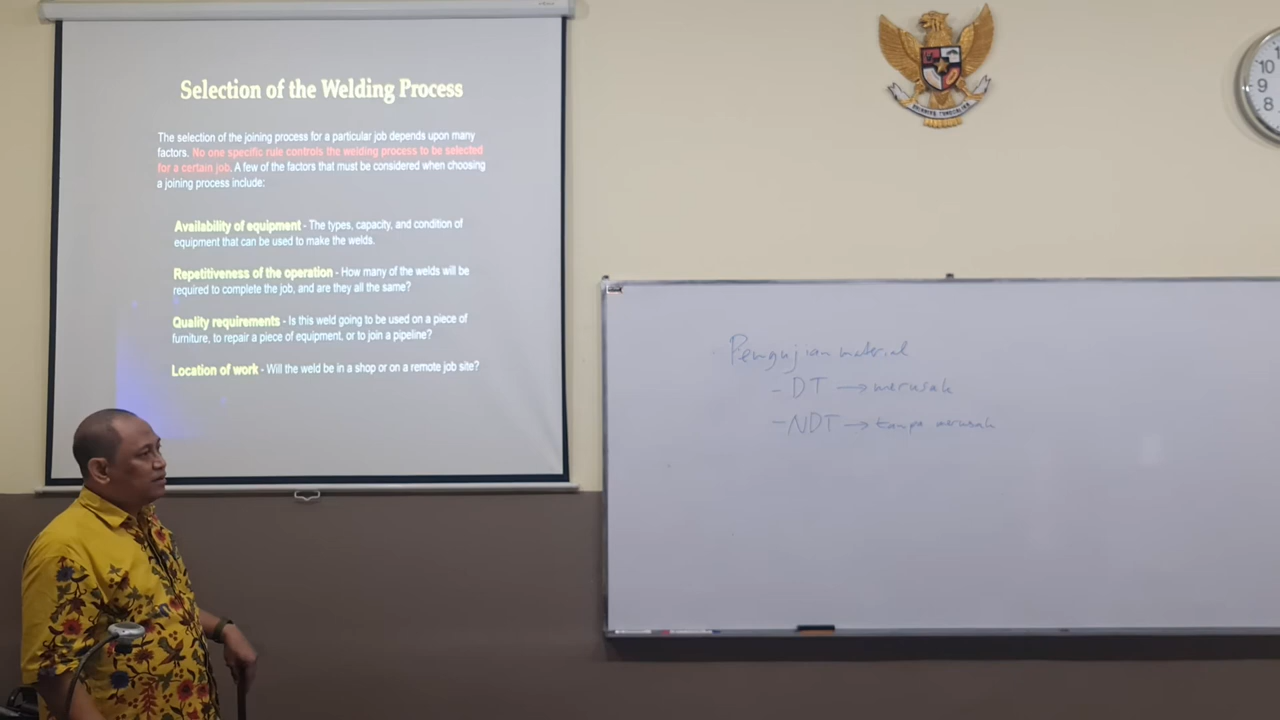 Selection of the Welding Process
The selection of the joining process for a particular job depends upon many
factors. No one specific rule controls the welding process to be selected
for a certain job. A few of the factors that must be considered when choosing
a joining process include:
Availability of equipment - The types, capacity, and condition of
equipment that can be used to make the welds.
Repetitiveness of the operation - How many of the welds will be
required to complete the job, and are they all the same?
Quality requirements - Is this weld going to be used on a piece of
furniture, to repair a piece of equipment, or to join a pipeline?
Location of work - Will the weld be in a shop or on a remote job site?
Pengujian material
- DT → merusak
- NDT → tanpa merusak
10
9
8